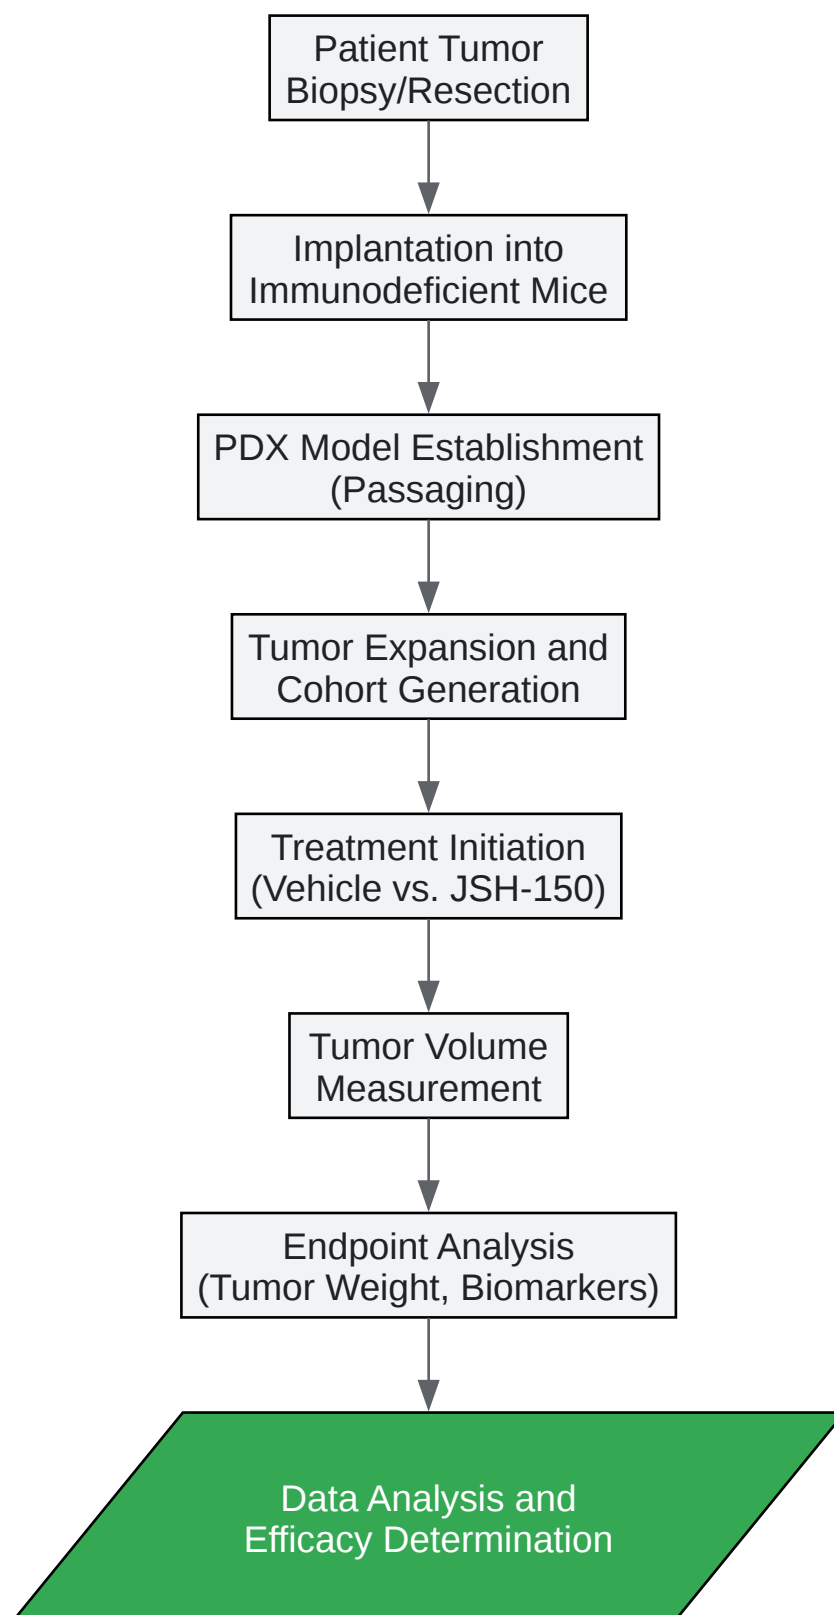 Patient Tumor
Biopsy/Resection
Implantation into
Immunodeficient Mice
PDX Model Establishment
(Passaging)
Tumor Expansion and
Cohort Generation
Treatment Initiation
(Vehicle vs. JSH-150)
Tumor Volume
Measurement
Endpoint Analysis
(Tumor Weight, Biomarkers)
Data Analysis and
Efficacy Determination